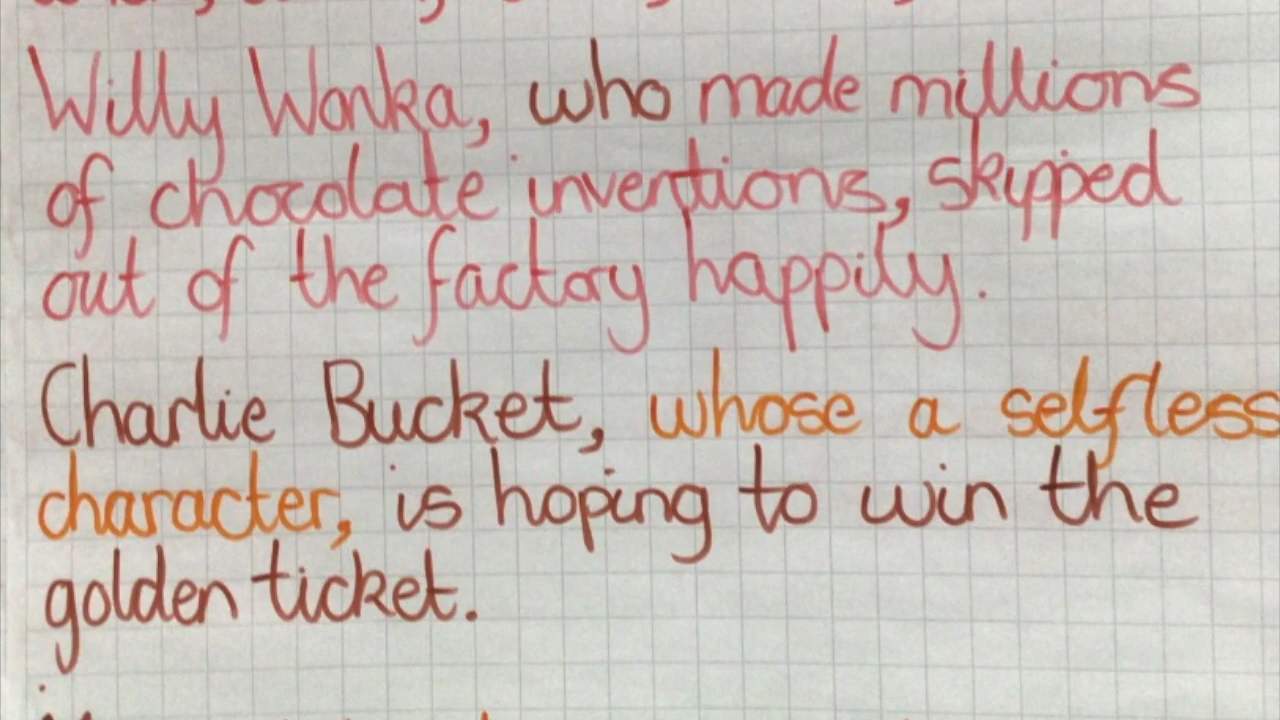 Willy Wonka, who made millions
of chocolate inventions, skipped
out of the factory happily.
Charlie Bucket, whose a selfless
character, is hoping to win the
golden ticket.